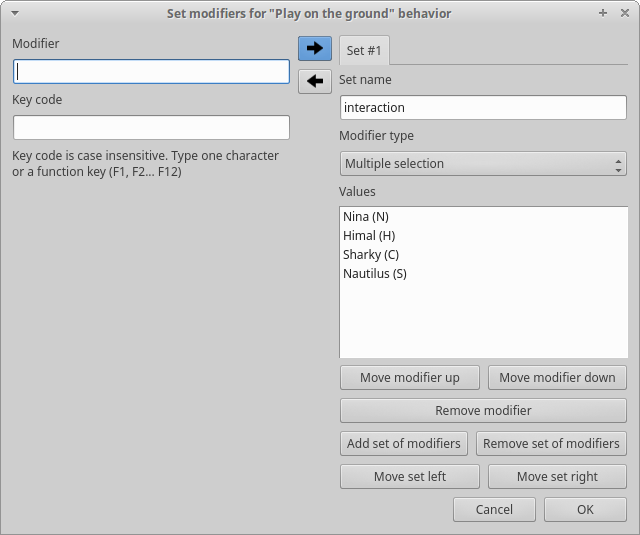 Set modifiers for "Play on the ground" behavior
Modifier
Key code
Key code is case insensitive. Type one character
or a function key (F1, F2... F12)
Set #1
Set name
interaction
Modifier type
Multiple selection
Values
Nina (N)
Himal (H)
Sharky (C)
Nautilus (S)
Move modifier up
Move modifier down
Remove modifier
Add set of modifiers
Remove set of modifiers
Move set left
Move set right
Cancel
OK